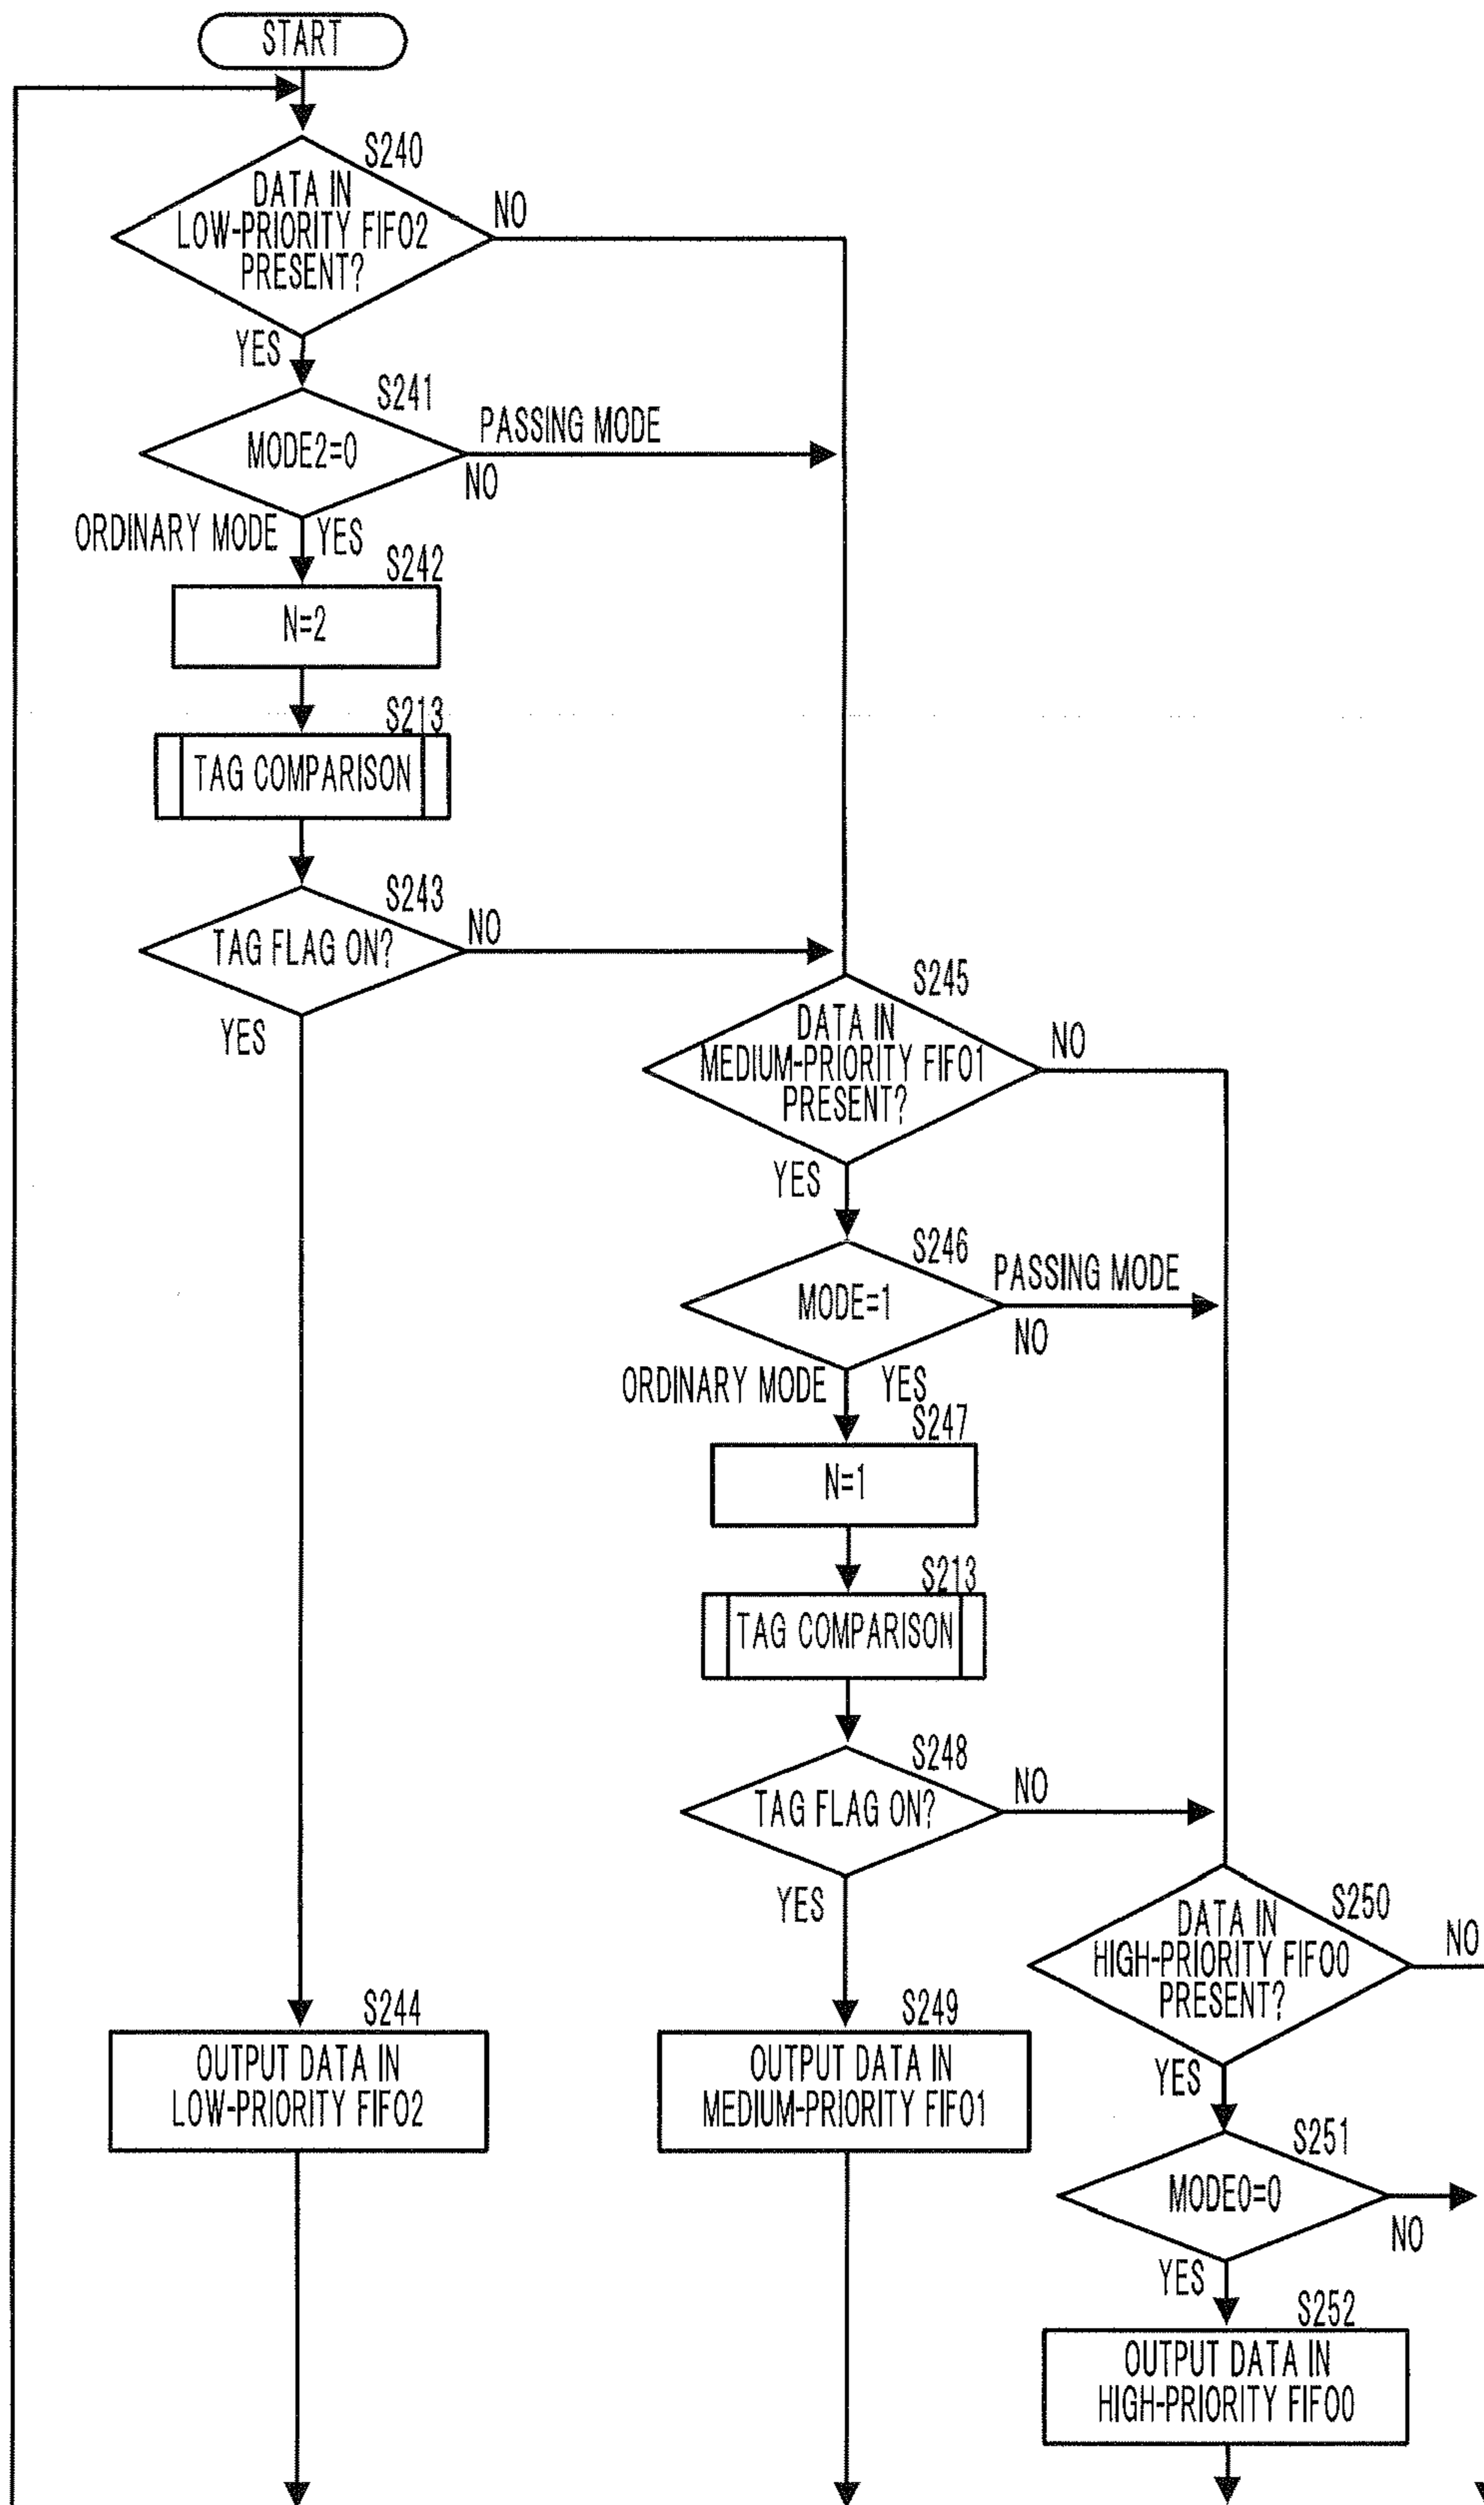 START
S240
DATA IN
LOW-PRIORITY FIFO2
PRESENT?
NO
YES
S241
MODE2=0
PASSING MODE
NO
ORDINARY MODE
YES
S242
N=2
S213
TAG COMPARISON
S243
TAG FLAG ON?
NO
YES
S245
DATA IN
MEDIUM-PRIORITY FIFO1
PRESENT?
NO
YES
S246
MODE=1
PASSING MODE
NO
ORDINARY MODE
YES
S247
N=1
S213
TAG COMPARISON
S248
TAG FLAG ON?
NO
YES
S250
DATA IN
HIGH-PRIORITY FIFO0
PRESENT?
NO
YES
S244
OUTPUT DATA IN
LOW-PRIORITY FIFO2
S249
OUTPUT DATA IN
MEDIUM-PRIORITY FIFO1
S251
MODE0=0
NO
YES
S252
OUTPUT DATA IN
HIGH-PRIORITY FIFO0